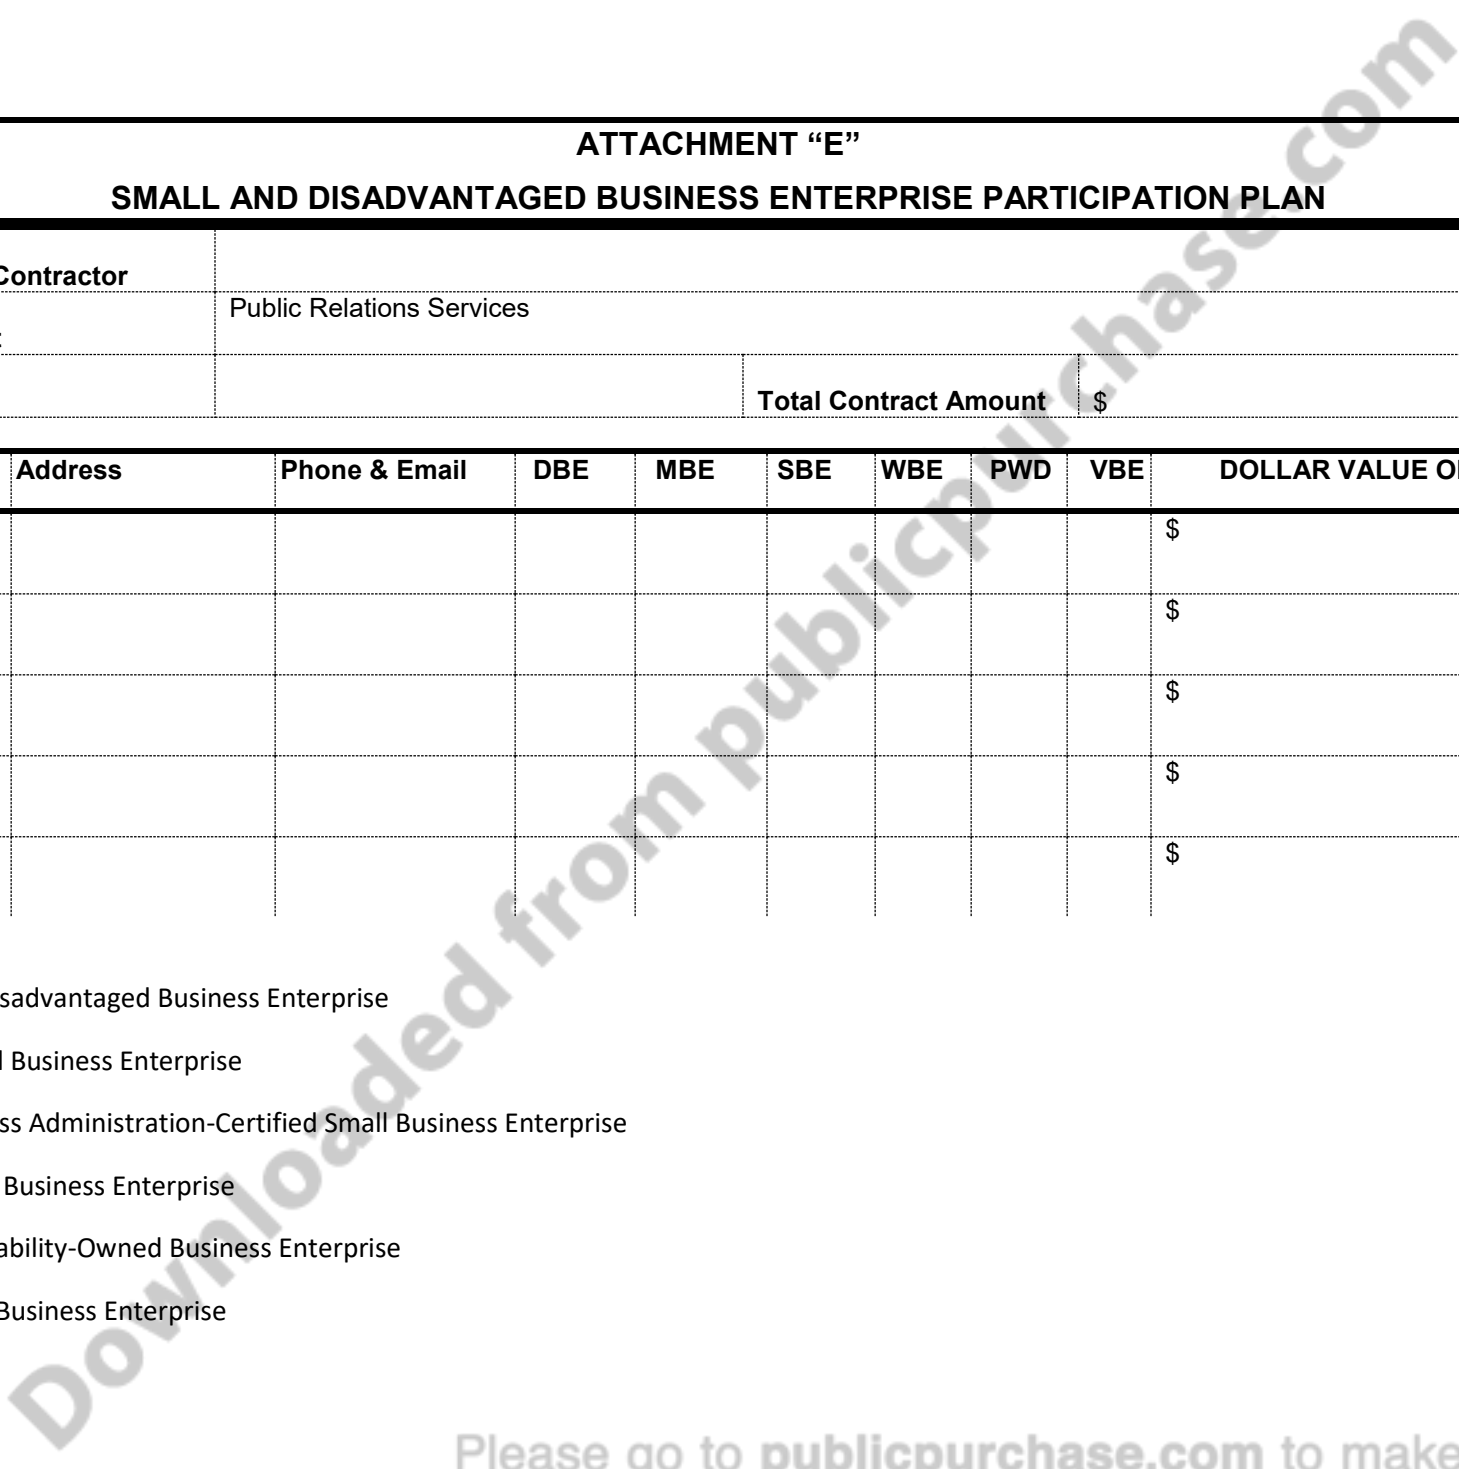 ATTACHMENT “E”
SMALL AND DISADVANTAGED BUSINESS ENTERPRISE PARTICIPATION PLAN
Contractor
Public Relations Services
:
Total Contract Amount $
Address Phone & Email DBE MBE SBE WBE PWD VBE DOLLAR VALUE
$
$
$
$
$
sadvantaged Business Enterprise
Business Enterprise
ss Administration-Certified Small Business Enterprise
Business Enterprise
ability-Owned Business Enterprise
Business Enterprise
Downloaded from publicpurchase.com
Please go to publicpurchase.com to make